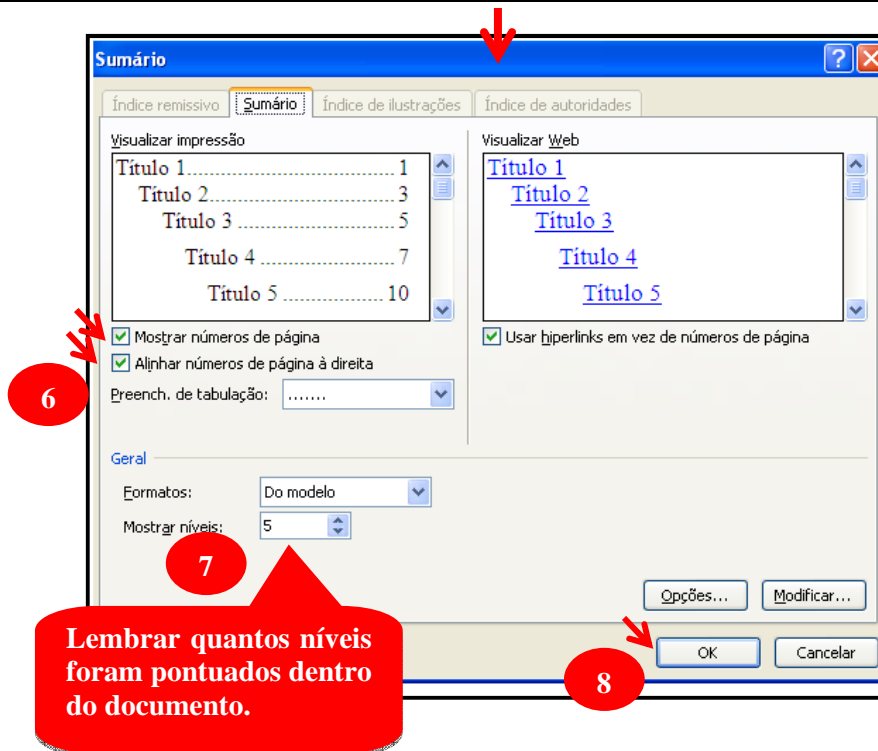 Sumário
Índice remissivo Sumário Índice de ilustrações Índice de autoridades
Visualizar impressão
Título 1.......................................... 1
Título 2..................................... 3
Título 3 ............................... 5
Título 4 ........................... 7
Título 5 .................... 10
Visualizar Web
Título 1
Título 2
Título 3
Título 4
Título 5
Mostrar números de página
Alinhar números de página à direita
Preench. de tabulação: .......
Usar hiperlinks em vez de números de página
6
Geral
Formatos: Do modelo
Mostrar níveis: 5
7
Opções... Modificar...
Lembrar quantos níveis
foram pontuados dentro
do documento.
OK Cancelar
8